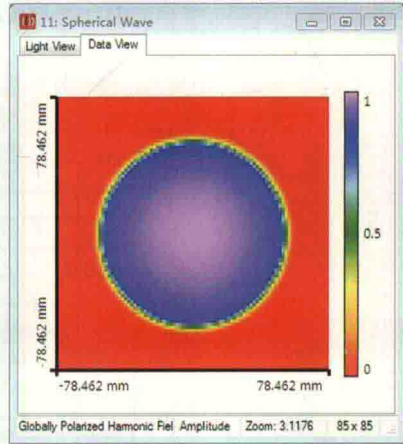 11: Spherical Wave
Light View Data View
78.462 mm
-78.462 mm
-78.462 mm 78.462 mm
1
0.5
0
Globally Polarized Harmonic Fiel Amplitude Zoom: 3.1176 85 x 85